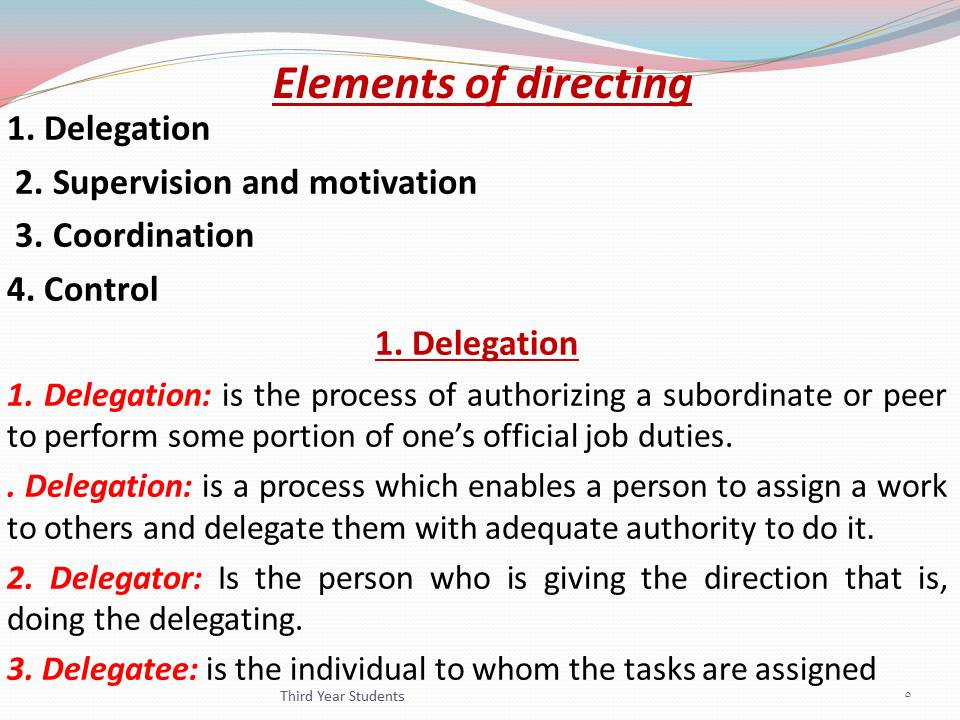 Elements of directing
1. Delegation
2. Supervision and motivation
3. Coordination
4. Control
1. Delegation
1. Delegation: is the process of authorizing a subordinate or peer
to perform some portion of one’s official job duties.
. Delegation: is a process which enables a person to assign a work
to others and delegate them with adequate authority to do it.
2. Delegator: Is the person who is giving the direction that is,
doing the delegating.
3. Delegatee: is the individual to whom the tasks are assigned
Third Year Students
٥